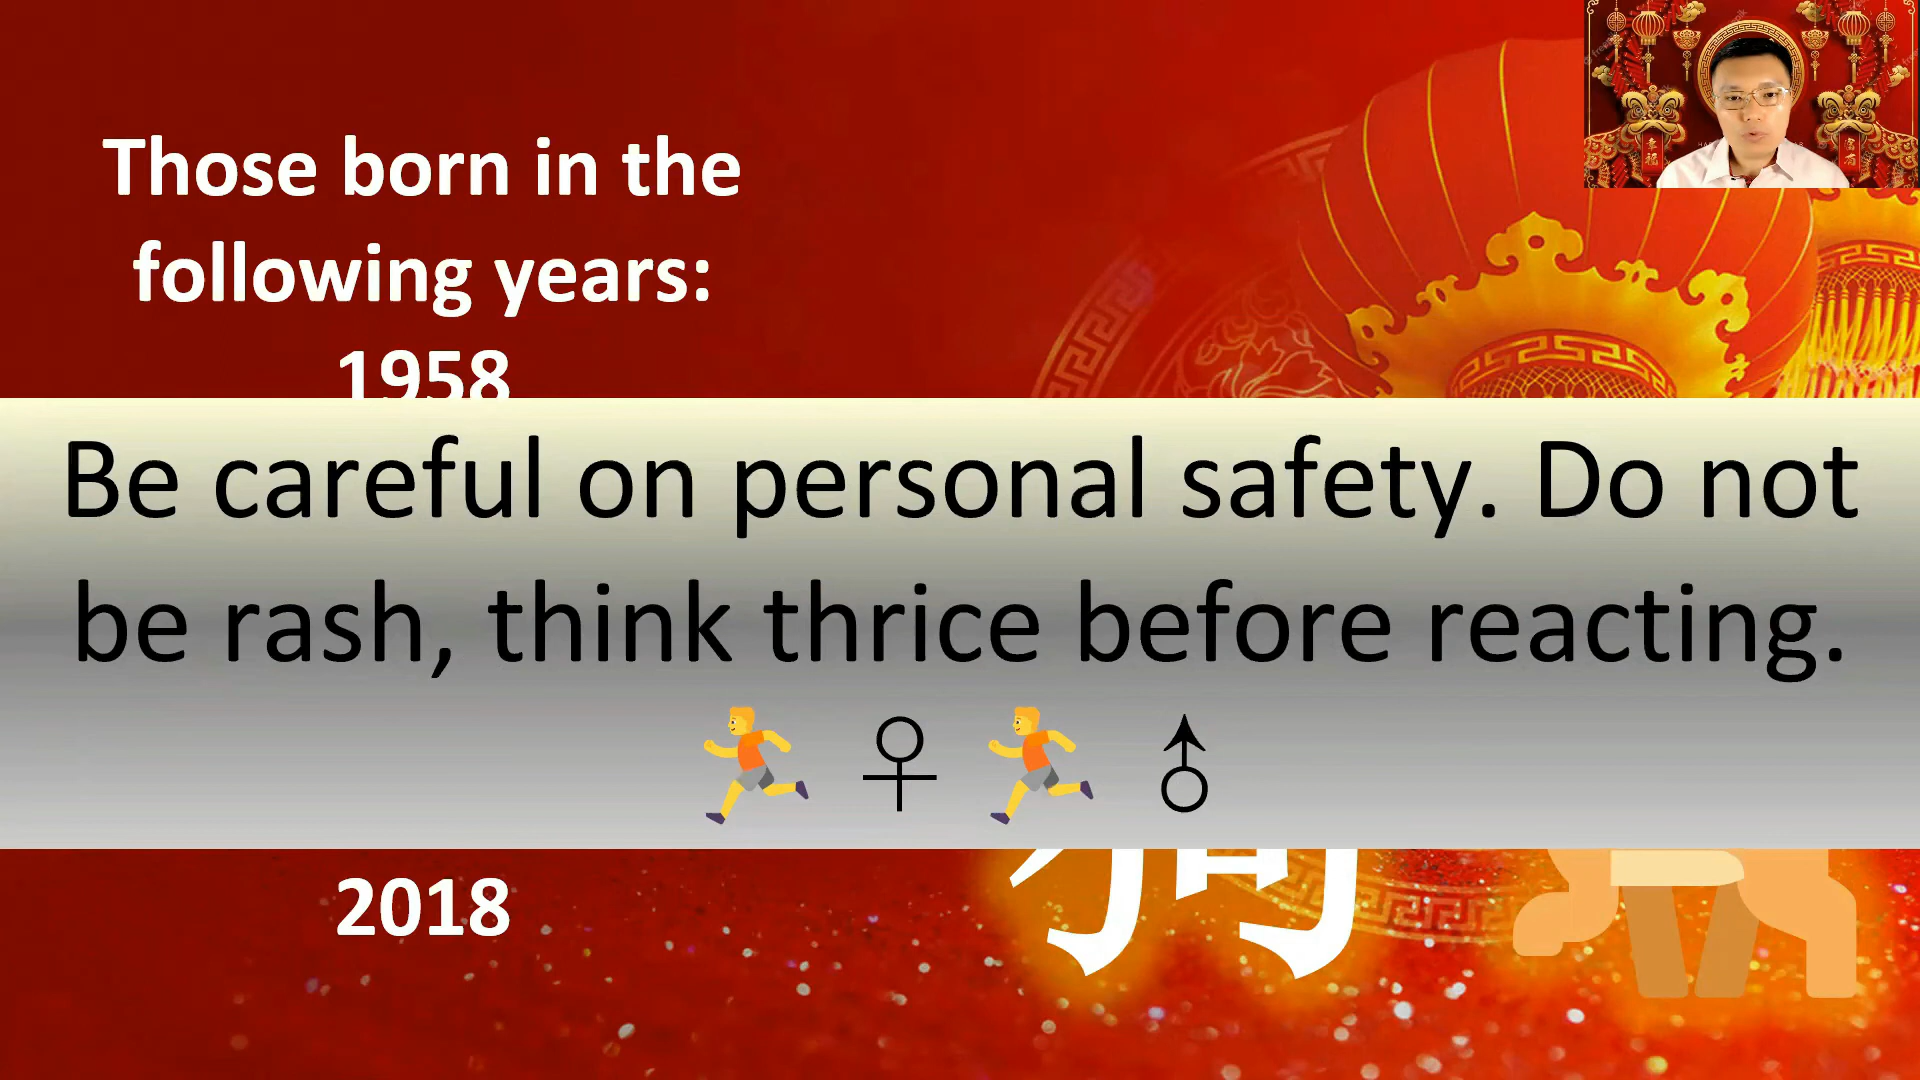 Those born in the
following years:
1958
Be careful on personal safety. Do not
be rash, think thrice before reacting.
♀ ♂
2018
狗